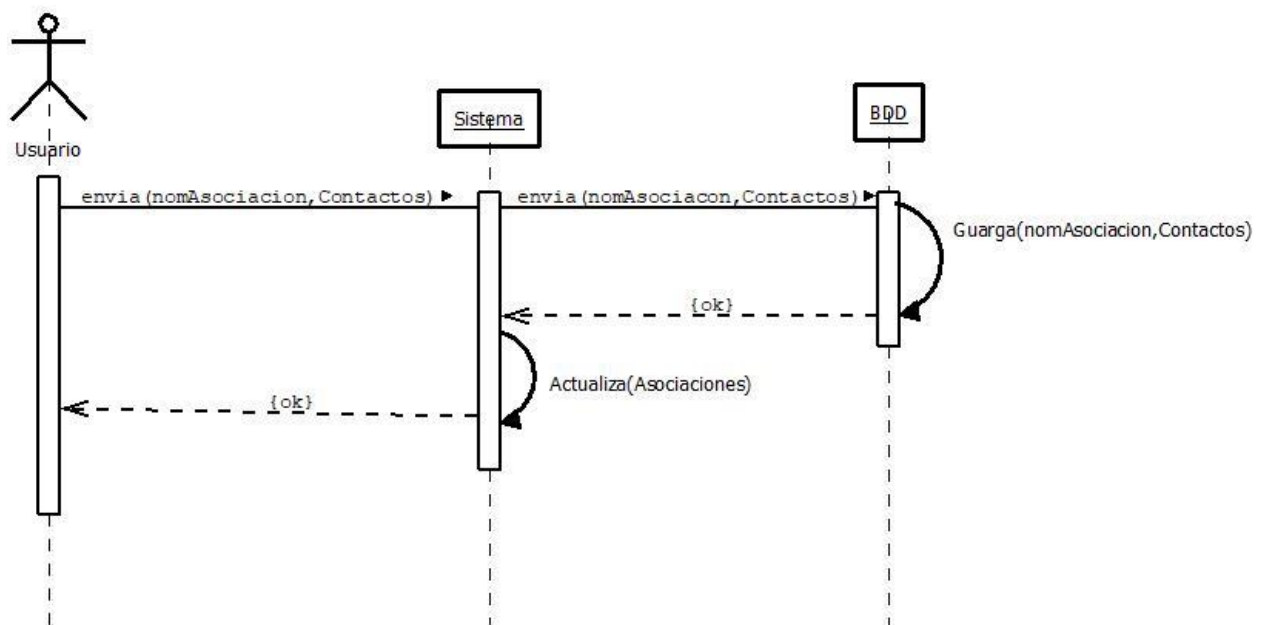 Usuario
Sistema
BDD
envia(nomAsociacion,Contactos)
envia(nomAsociacon,Contactos)
Guarga(nomAsociacion,Contactos)
{ok}
Actualiza(Asociaciones)
{ok}